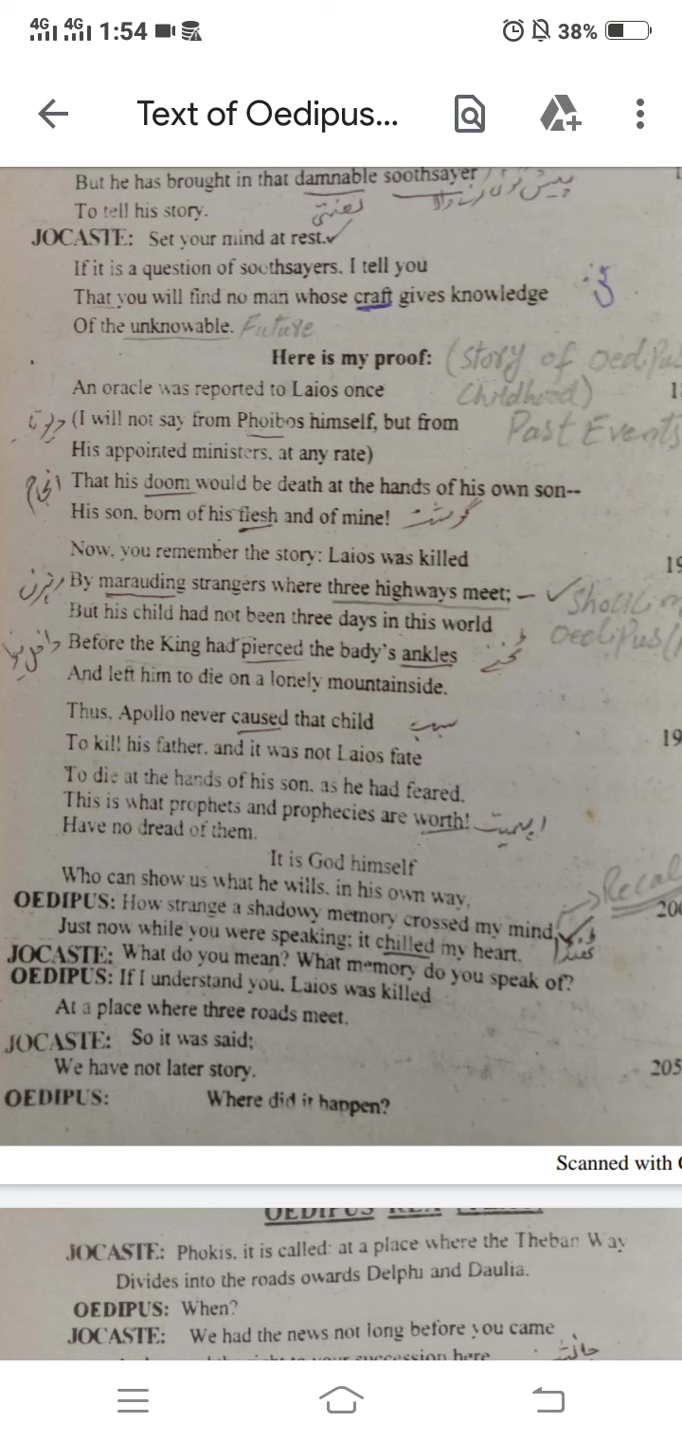 4G 4G 1:54 38%
Text of Oedipus...
But he has brought in that damnable soothsayer
To tell his story. لعنتی
JOCASTE: Set your mind at rest.
If it is a question of soothsayers. I tell you
That you will find no man whose craft gives knowledge فن
Of the unknowable. Future
Here is my proof: (Story of oedipu
An oracle was reported to Laios once Childhood)
(I will not say from Phoibos himself, but from Past Events
His appointed ministers, at any rate)
That his doom would be death at the hands of his own son--
His son, born of his flesh and of mine! گوشت
Now, you remember the story: Laios was killed 19
By marauding strangers where three highways meet;
But his child had not been three days in this world Oedipus
Before the King had pierced the bady's ankles ٹخنے
And left him to die on a lonely mountainside.
Thus, Apollo never caused that child سبب
To kill his father, and it was not Laios fate 19
To die at the hands of his son, as he had feared.
This is what prophets and prophecies are worth! اہمیت
Have no dread of them.
It is God himself
Who can show us what he wills, in his own way. Recal
OEDIPUS: How strange a shadowy memory crossed my mind, 200
Just now while you were speaking; it chilled my heart.
JOCASTE: What do you mean? What memory do you speak of?
OEDIPUS: If I understand you, Laios was killed
At a place where three roads meet.
JOCASTE: So it was said;
We have not later story. 205
OEDIPUS: Where did it happen?
Scanned with
OEDIPUS REX
JOCASTE: Phokis, it is called: at a place where the Theban Way
Divides into the roads owards Delphi and Daulia.
OEDIPUS: When?
JOCASTE: We had the news not long before you came
succession here